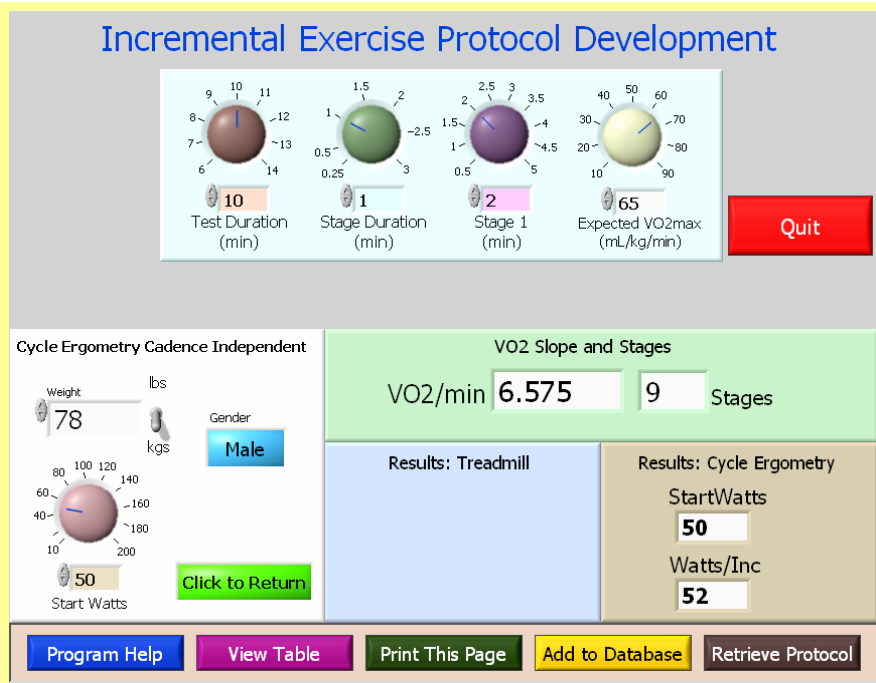 Incremental Exercise Protocol Development
6 7 8 9 10 11 12 13 14
10
Test Duration
(min)
0.25 0.5 1 1.5 2 2.5 3
1
Stage Duration
(min)
0.5 1 1.5 2 2.5 3 3.5 4 4.5 5
2
Stage 1
(min)
10 20 30 40 50 60 70 80 90
65
Expected VO2max
(mL/kg/min)
Quit
Cycle Ergometry Cadence Independent
Weight
78
lbs
kgs
Gender
Male
10 40 60 80 100 120 140 160 180 200
50
Start Watts
Click to Return
VO2 Slope and Stages
VO2/min 6.575 9 Stages
Results: Treadmill
Results: Cycle Ergometry
StartWatts
50
Watts/Inc
52
Program Help
View Table
Print This Page
Add to Database
Retrieve Protocol